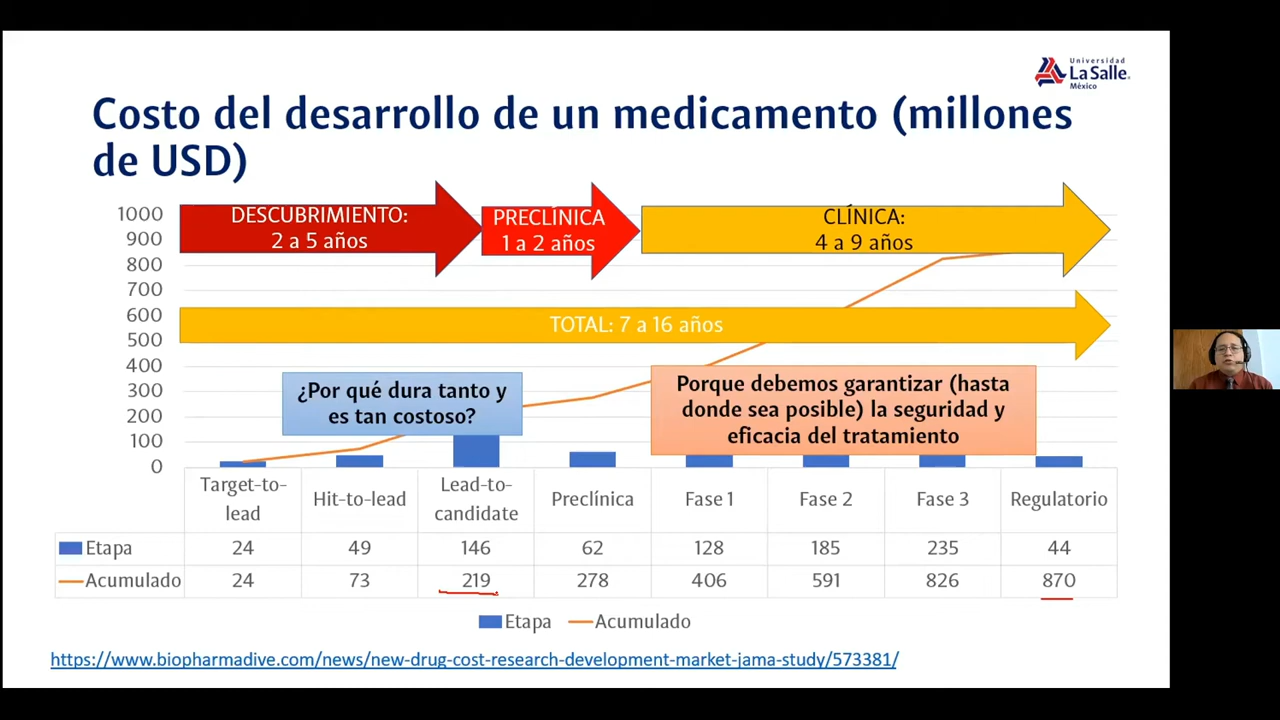 Universidad
La Salle®
México
Costo del desarrollo de un medicamento (millones
de USD)
1000
900
800
700
600
500
400
300
200
100
0
DESCUBRIMIENTO:
2 a 5 años
PRECLÍNICA
1 a 2 años
CLÍNICA:
4 a 9 años
TOTAL: 7 a 16 años
¿Por qué dura tanto y
es tan costoso?
Porque debemos garantizar (hasta
donde sea posible) la seguridad y
eficacia del tratamiento
Target-to-
lead
Hit-to-lead
Lead-to-
candidate
Preclínica
Fase 1
Fase 2
Fase 3
Regulatorio
Etapa 24 49 146 62 128 185 235 44
Acumulado 24 73 219 278 406 591 826 870
Etapa Acumulado
https://www.biopharmadive.com/news/new-drug-cost-research-development-market-jama-study/573381/